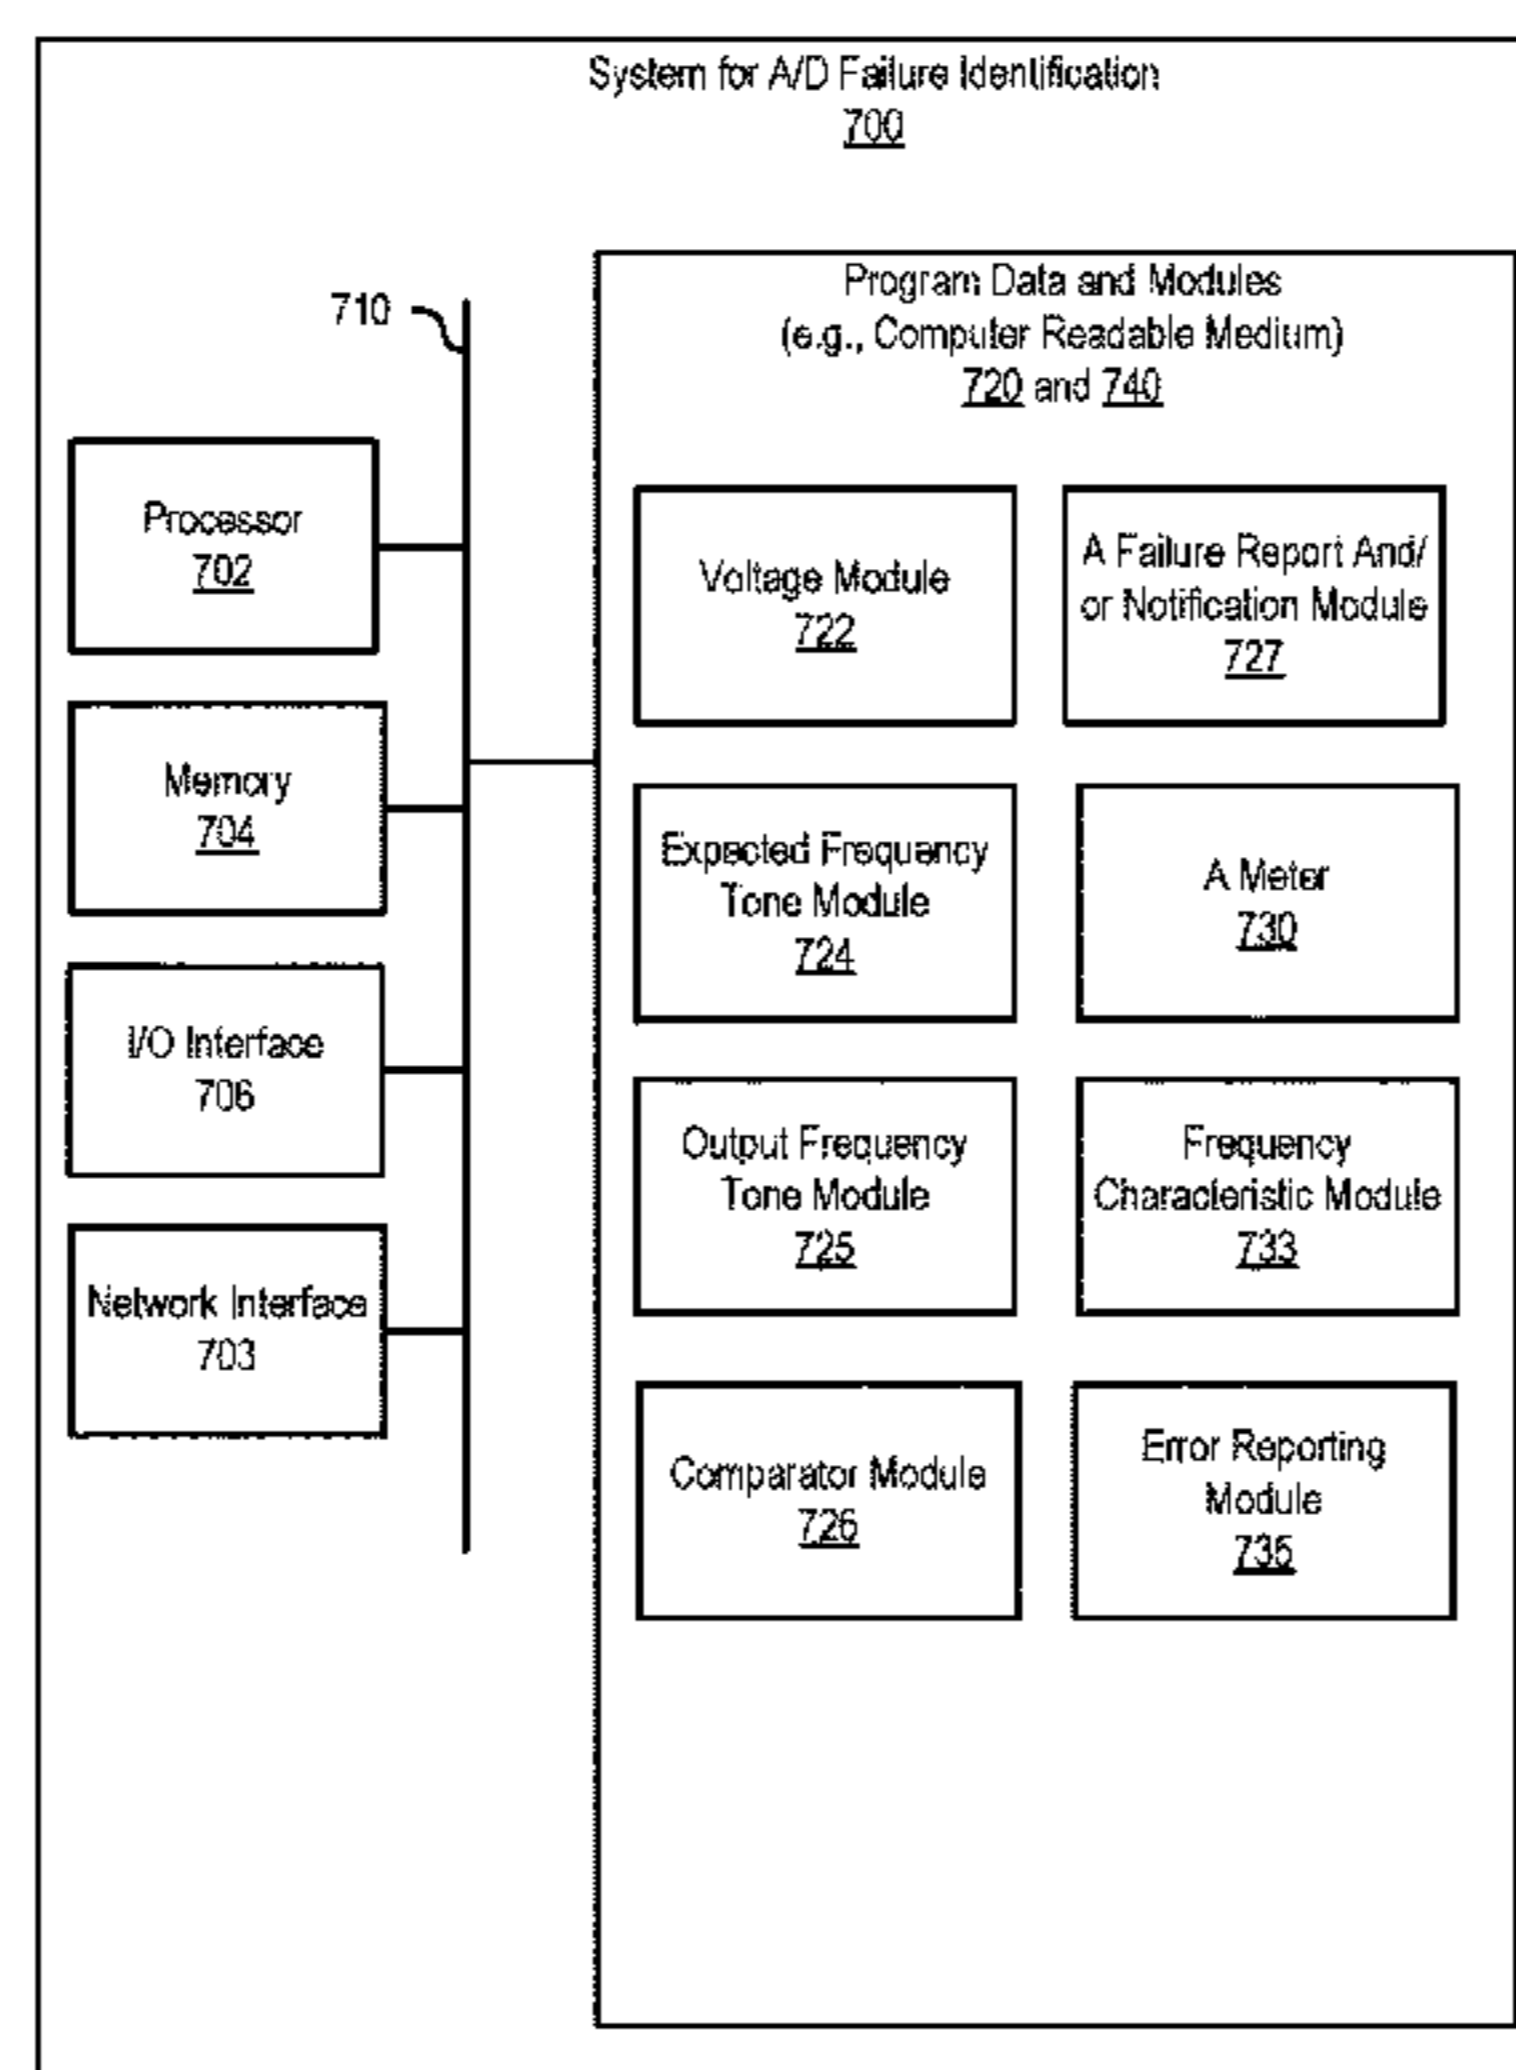 System for A/D Failure Identification
700
710
Processor
702
Memory
704
I/O Interface
706
Network Interface
703
Program Data and Modules
(e.g., Computer Readable Medium)
720 and 740
Voltage Module
722
A Failure Report And/
or Notification Module
727
Expected Frequency
Tone Module
724
A Meter
730
Output Frequency
Tone Module
725
Frequency
Characteristic Module
733
Comparator Module
726
Error Reporting
Module
735